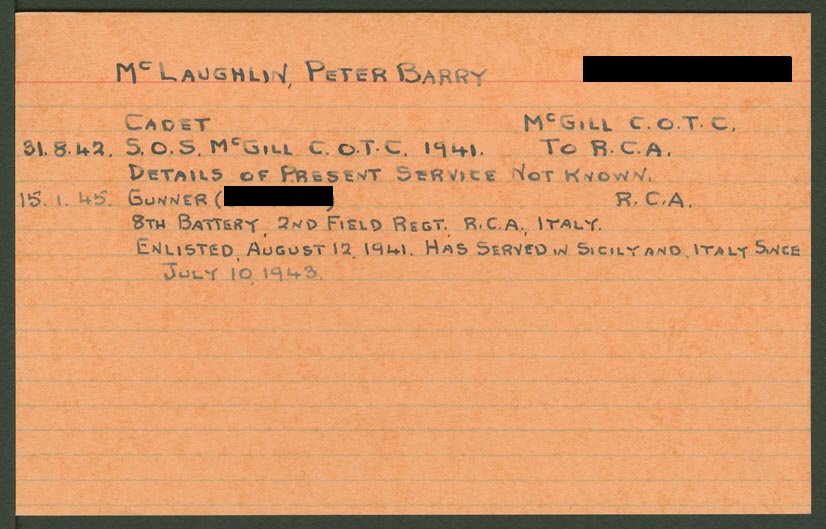 McLaughlin, Peter Barry
Cadet McGill C.O.T.C.
31.8.42. S.O.S. McGill C.O.T.C. 1941. To R.C.A.
Details of Present Service Not Known.
15.1.45. Gunner ( ) R.C.A.
8th Battery, 2nd Field Regt., R.C.A., Italy.
Enlisted, August 12, 1941. Has Served in Sicily and, Italy Since
July 10, 1943.